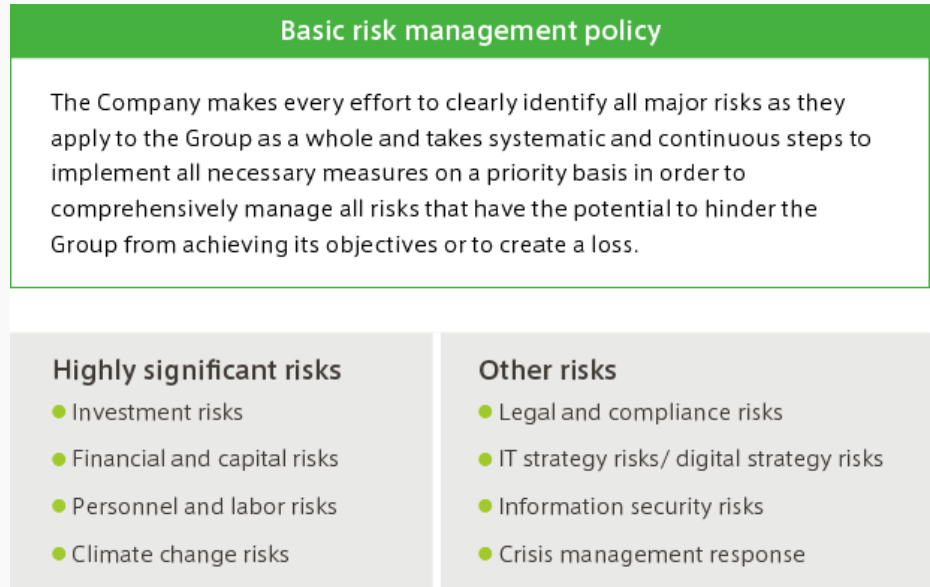 Basic risk management policy
The Company makes every effort to clearly identify all major risks as they
apply to the Group as a whole and takes systematic and continuous steps to
implement all necessary measures on a priority basis in order to
comprehensively manage all risks that have the potential to hinder the
Group from achieving its objectives or to create a loss.
Highly significant risks
Investment risks
Financial and capital risks
Personnel and labor risks
Climate change risks
Other risks
Legal and compliance risks
IT strategy risks/ digital strategy risks
Information security risks
Crisis management response